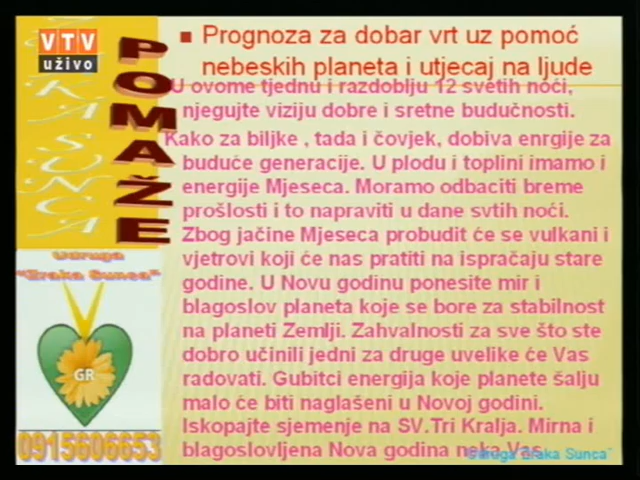 VTV
uživo
POMAŽE
ZRAKA SUNCA
Udruga
"Zraka Sunca"
GR
0915606653
Prognoza za dobar vrt uz pomoć
nebeskih planeta i utjecaj na ljude
U ovome tjednu i razdoblju 12 svetih noći,
njegujte viziju dobre i sretne budućnosti.
Kako za biljke , tada i čovjek, dobiva enrgije za
buduće generacije. U plodu i toplini imamo i
energije Mjeseca. Moramo odbaciti breme
prošlosti i to napraviti u dane svtih noći.
Zbog jačine Mjeseca probudit će se vulkani i
vjetrovi koji će nas pratiti na ispračaju stare
godine. U Novu godinu ponesite mir i
blagoslov planeta koje se bore za stabilnost
na planeti Zemlji. Zahvalnosti za sve što ste
dobro učinili jedni za druge uvelike će Vas
radovati. Gubitci energija koje planete šalju
malo će biti naglašeni u Novoj godini.
Iskopajte sjemenje na SV.Tri Kralja. Mirna i
blagoslovljena Nova godina neka Vas
Udruga"Zraka Sunca"